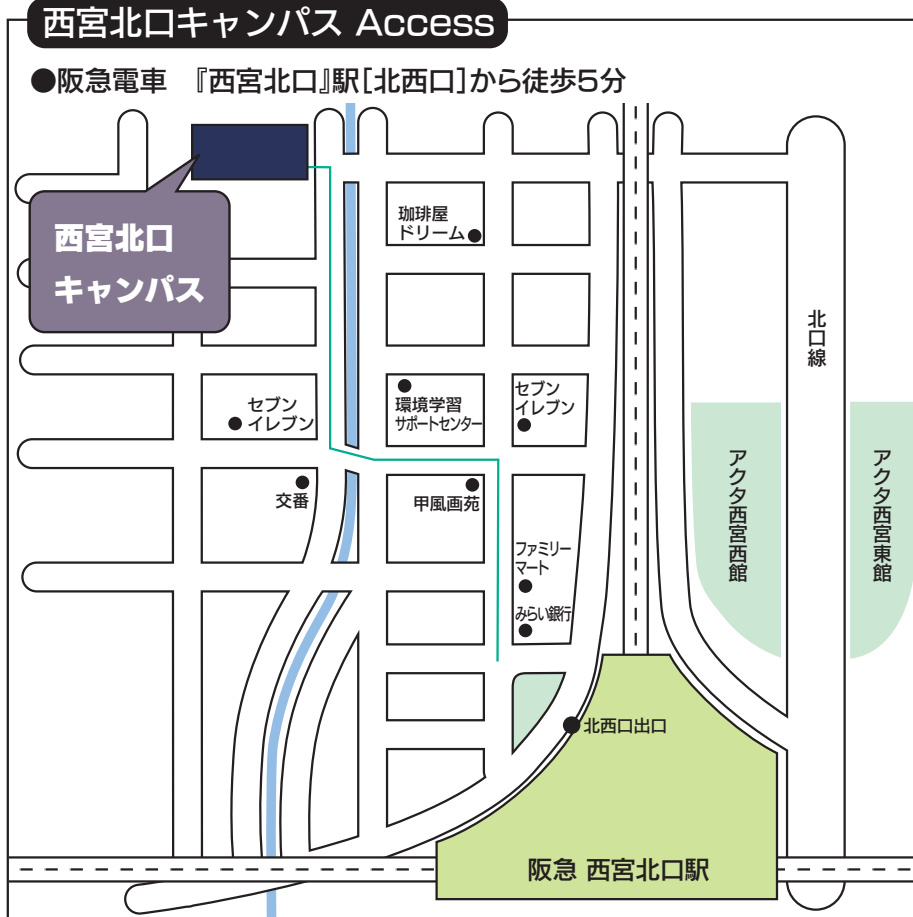 西宮北口キャンパス Access
●阪急電車 『西宮北口』駅[北西口]から徒歩5分
西宮北口
キャンパス
珈琲屋
ドリーム
北口線
セブン
イレブン
環境学習
サポートセンター
セブン
イレブン
アクタ西宮西館
アクタ西宮東館
交番
甲風画苑
ファミリー
マート
みらい銀行
北西口出口
阪急 西宮北口駅